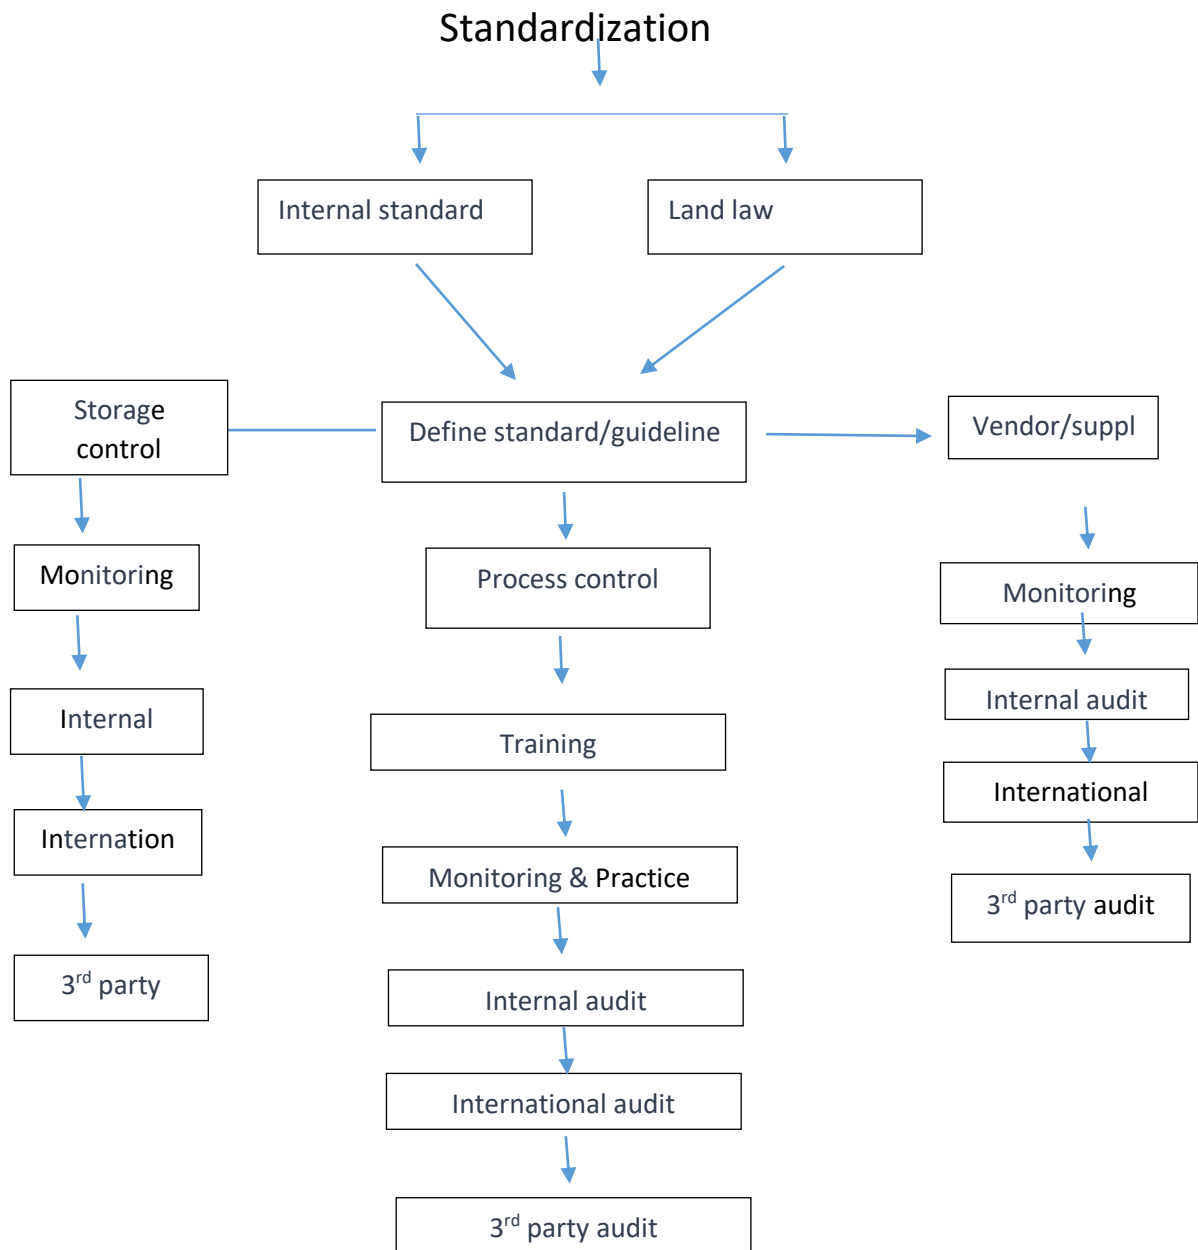 Standardization
Internal standard
Land law
Storage
control
Define standard/guideline
Vendor/suppl
Monitoring
Process control
Monitoring
Internal
Training
Internal audit
Internation
Monitoring & Practice
International
3rd party
Internal audit
3rd party audit
International audit
3rd party audit